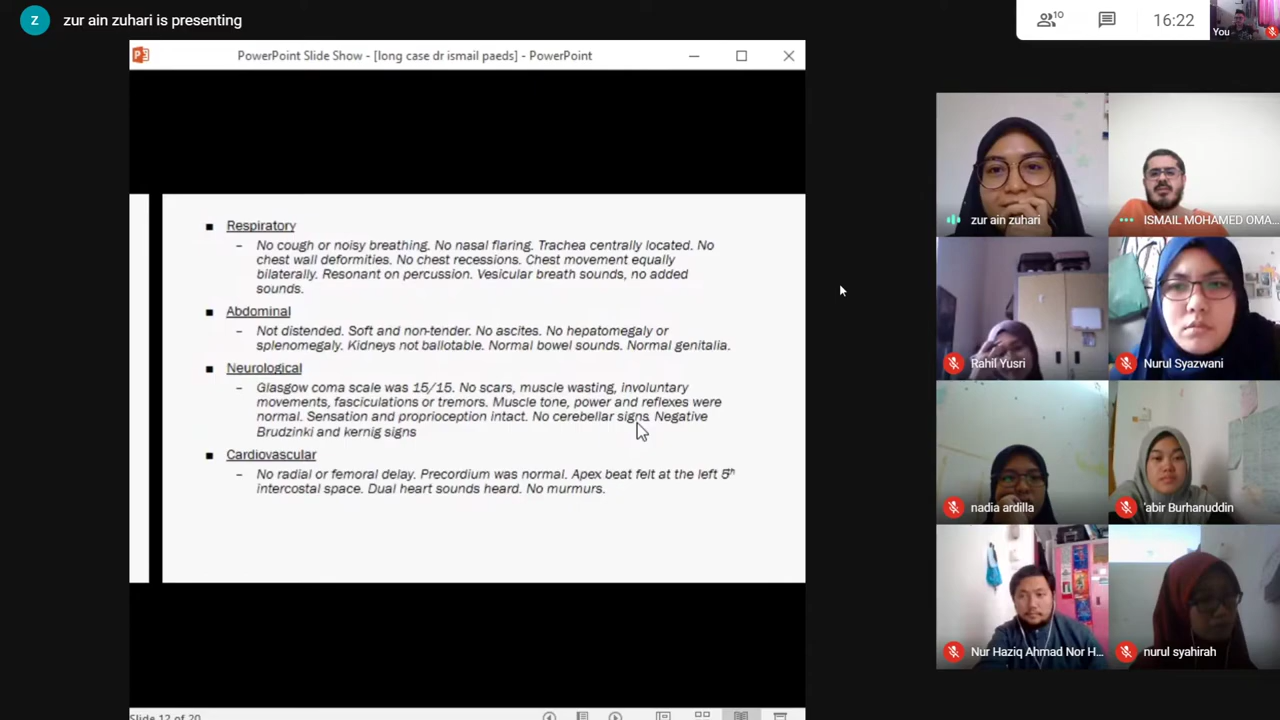 Z
zur ain zuhari is presenting
10
16:22
You
PowerPoint Slide Show - [long case dr ismail paeds] - PowerPoint
Respiratory
– No cough or noisy breathing. No nasal flaring. Trachea centrally located. No
chest wall deformities. No chest recessions. Chest movement equally
bilaterally. Resonant on percussion. Vesicular breath sounds, no added
sounds.
Abdominal
– Not distended. Soft and non-tender. No ascites. No hepatomegaly or
splenomegaly. Kidneys not ballotable. Normal bowel sounds. Normal genitalia.
Neurological
– Glasgow coma scale was 15/15. No scars, muscle wasting, involuntary
movements, fasciculations or tremors. Muscle tone, power and reflexes were
normal. Sensation and proprioception intact. No cerebellar signs. Negative
Brudzinki and kernig signs
Cardiovascular
– No radial or femoral delay. Precordium was normal. Apex beat felt at the left 5th
intercostal space. Dual heart sounds heard. No murmurs.
Slide 12 of 20
zur ain zuhari
ISMAIL MOHAMED OMA...
Rahil Yusri
Nurul Syazwani
nadia ardilla
'abir Burhanuddin
Nur Haziq Ahmad Nor H...
nurul syahirah